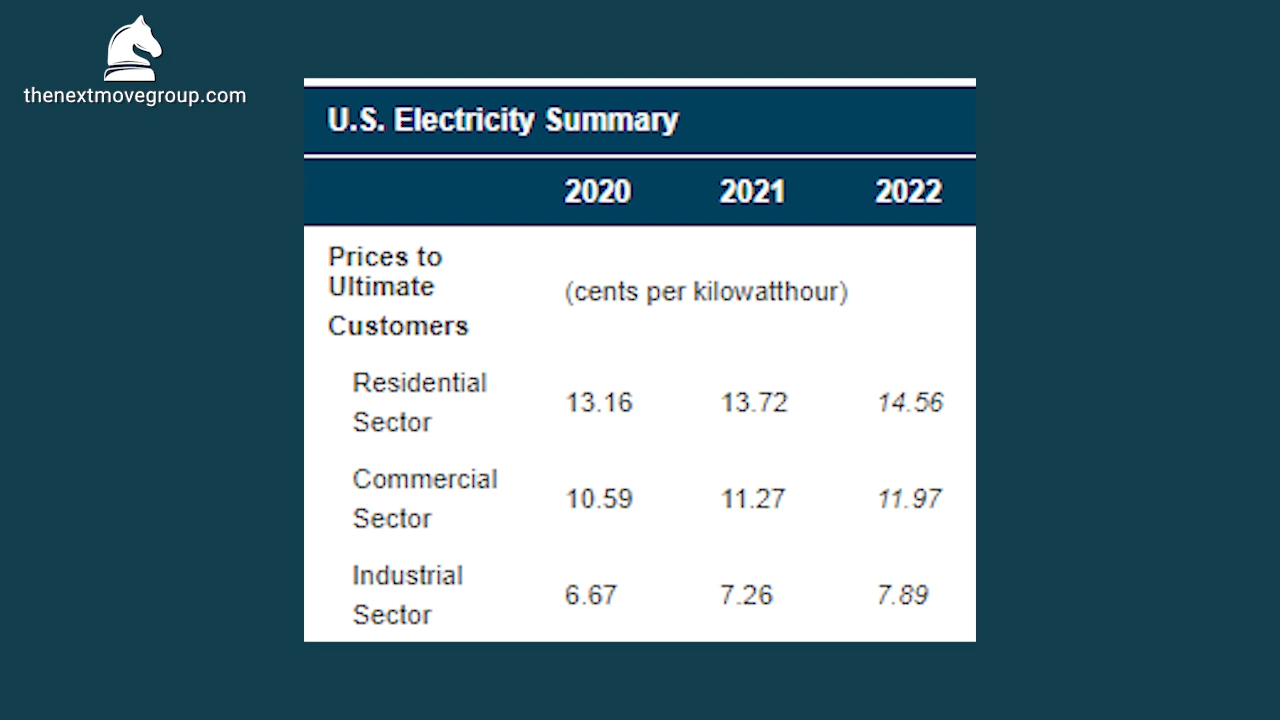 thenextmovegroup.com
U.S. Electricity Summary
2020 2021 2022
Prices to
Ultimate
Customers
(cents per kilowatthour)
Residential
Sector
13.16 13.72 14.56
Commercial
Sector
10.59 11.27 11.97
Industrial
Sector
6.67 7.26 7.89